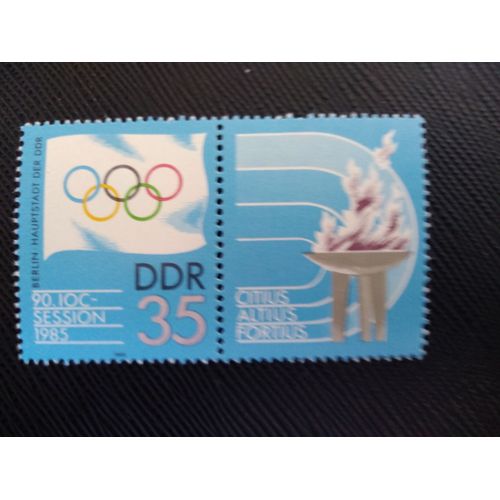 BERLIN · HAUPTSTADT DER DDR
DDR
90. IOC-
SESSION
1985
35
CITIUS
ALTIUS
FORTIUS